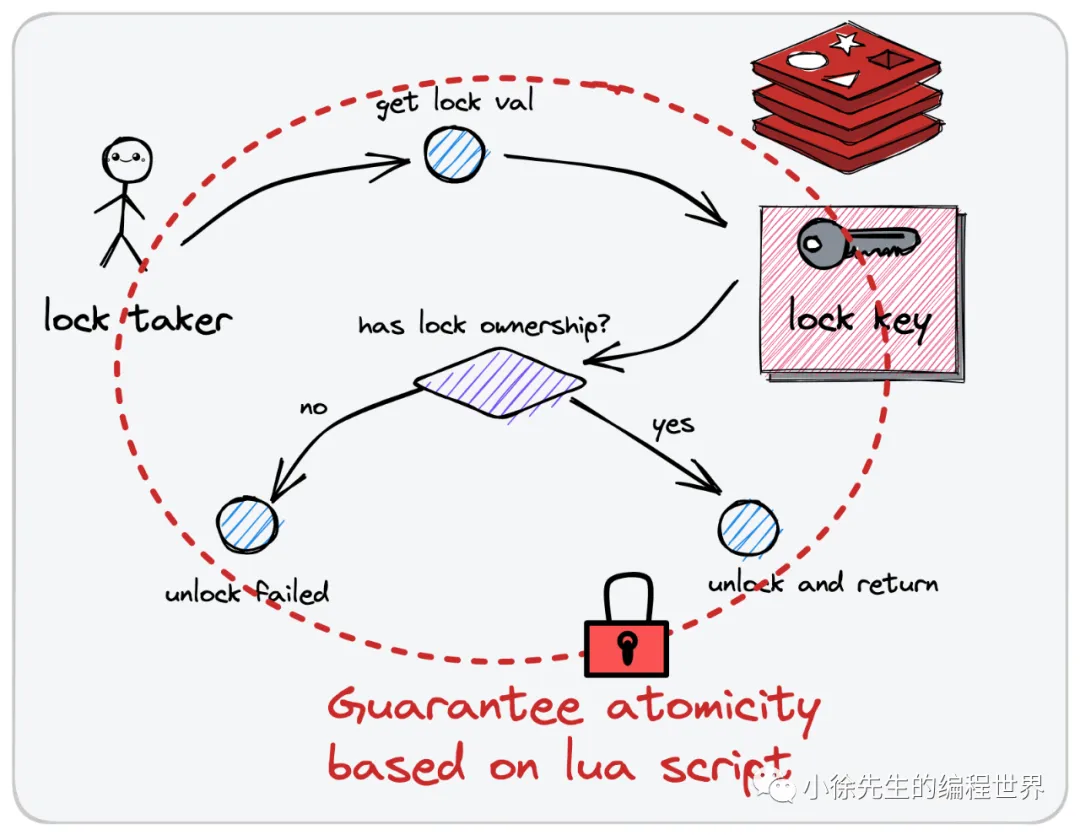 get lock val
lock taker
lock key
has lock ownership?
no
yes
unlock failed
unlock and return
Guarantee atomicity
based on lua script
小徐先生的编程世界